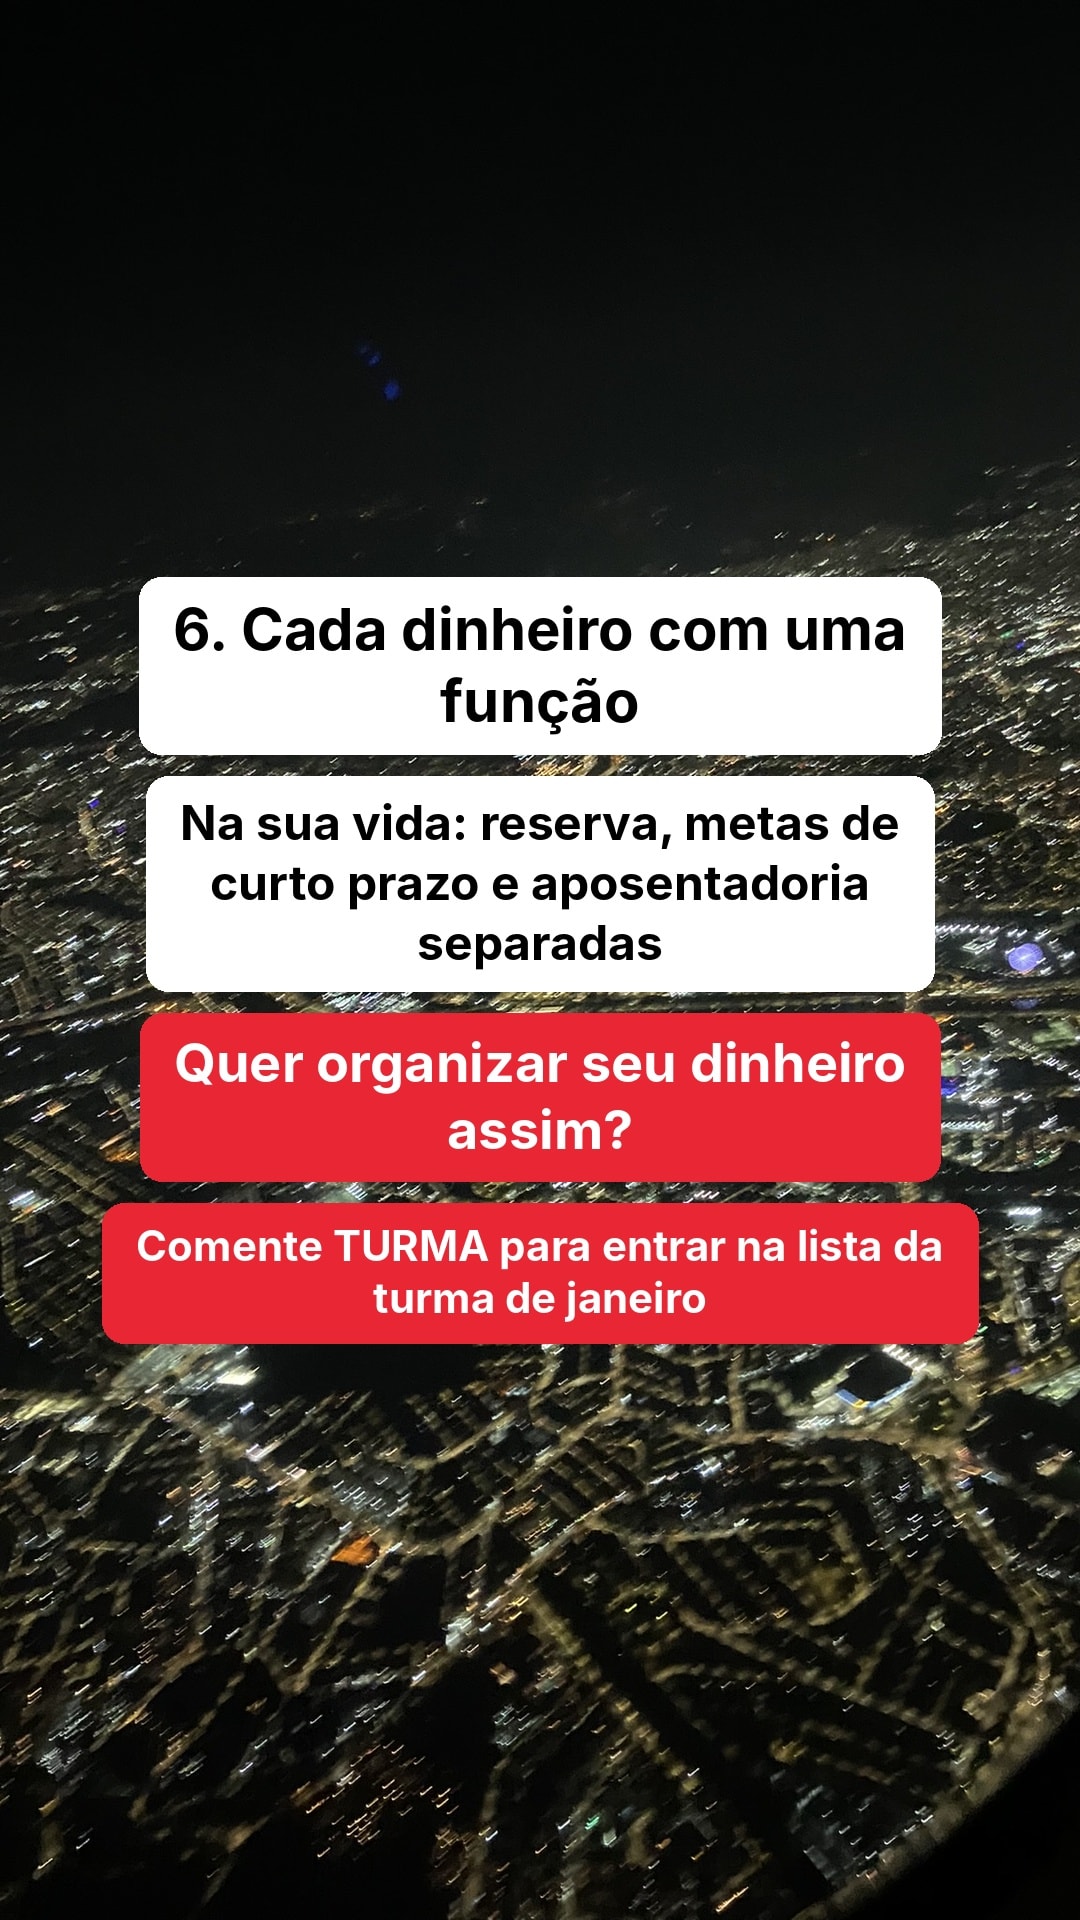 6. Cada dinheiro com uma
função
Na sua vida: reserva, metas de
curto prazo e aposentadoria
separadas
Quer organizar seu dinheiro
assim?
Comente TURMA para entrar na lista da
turma de janeiro